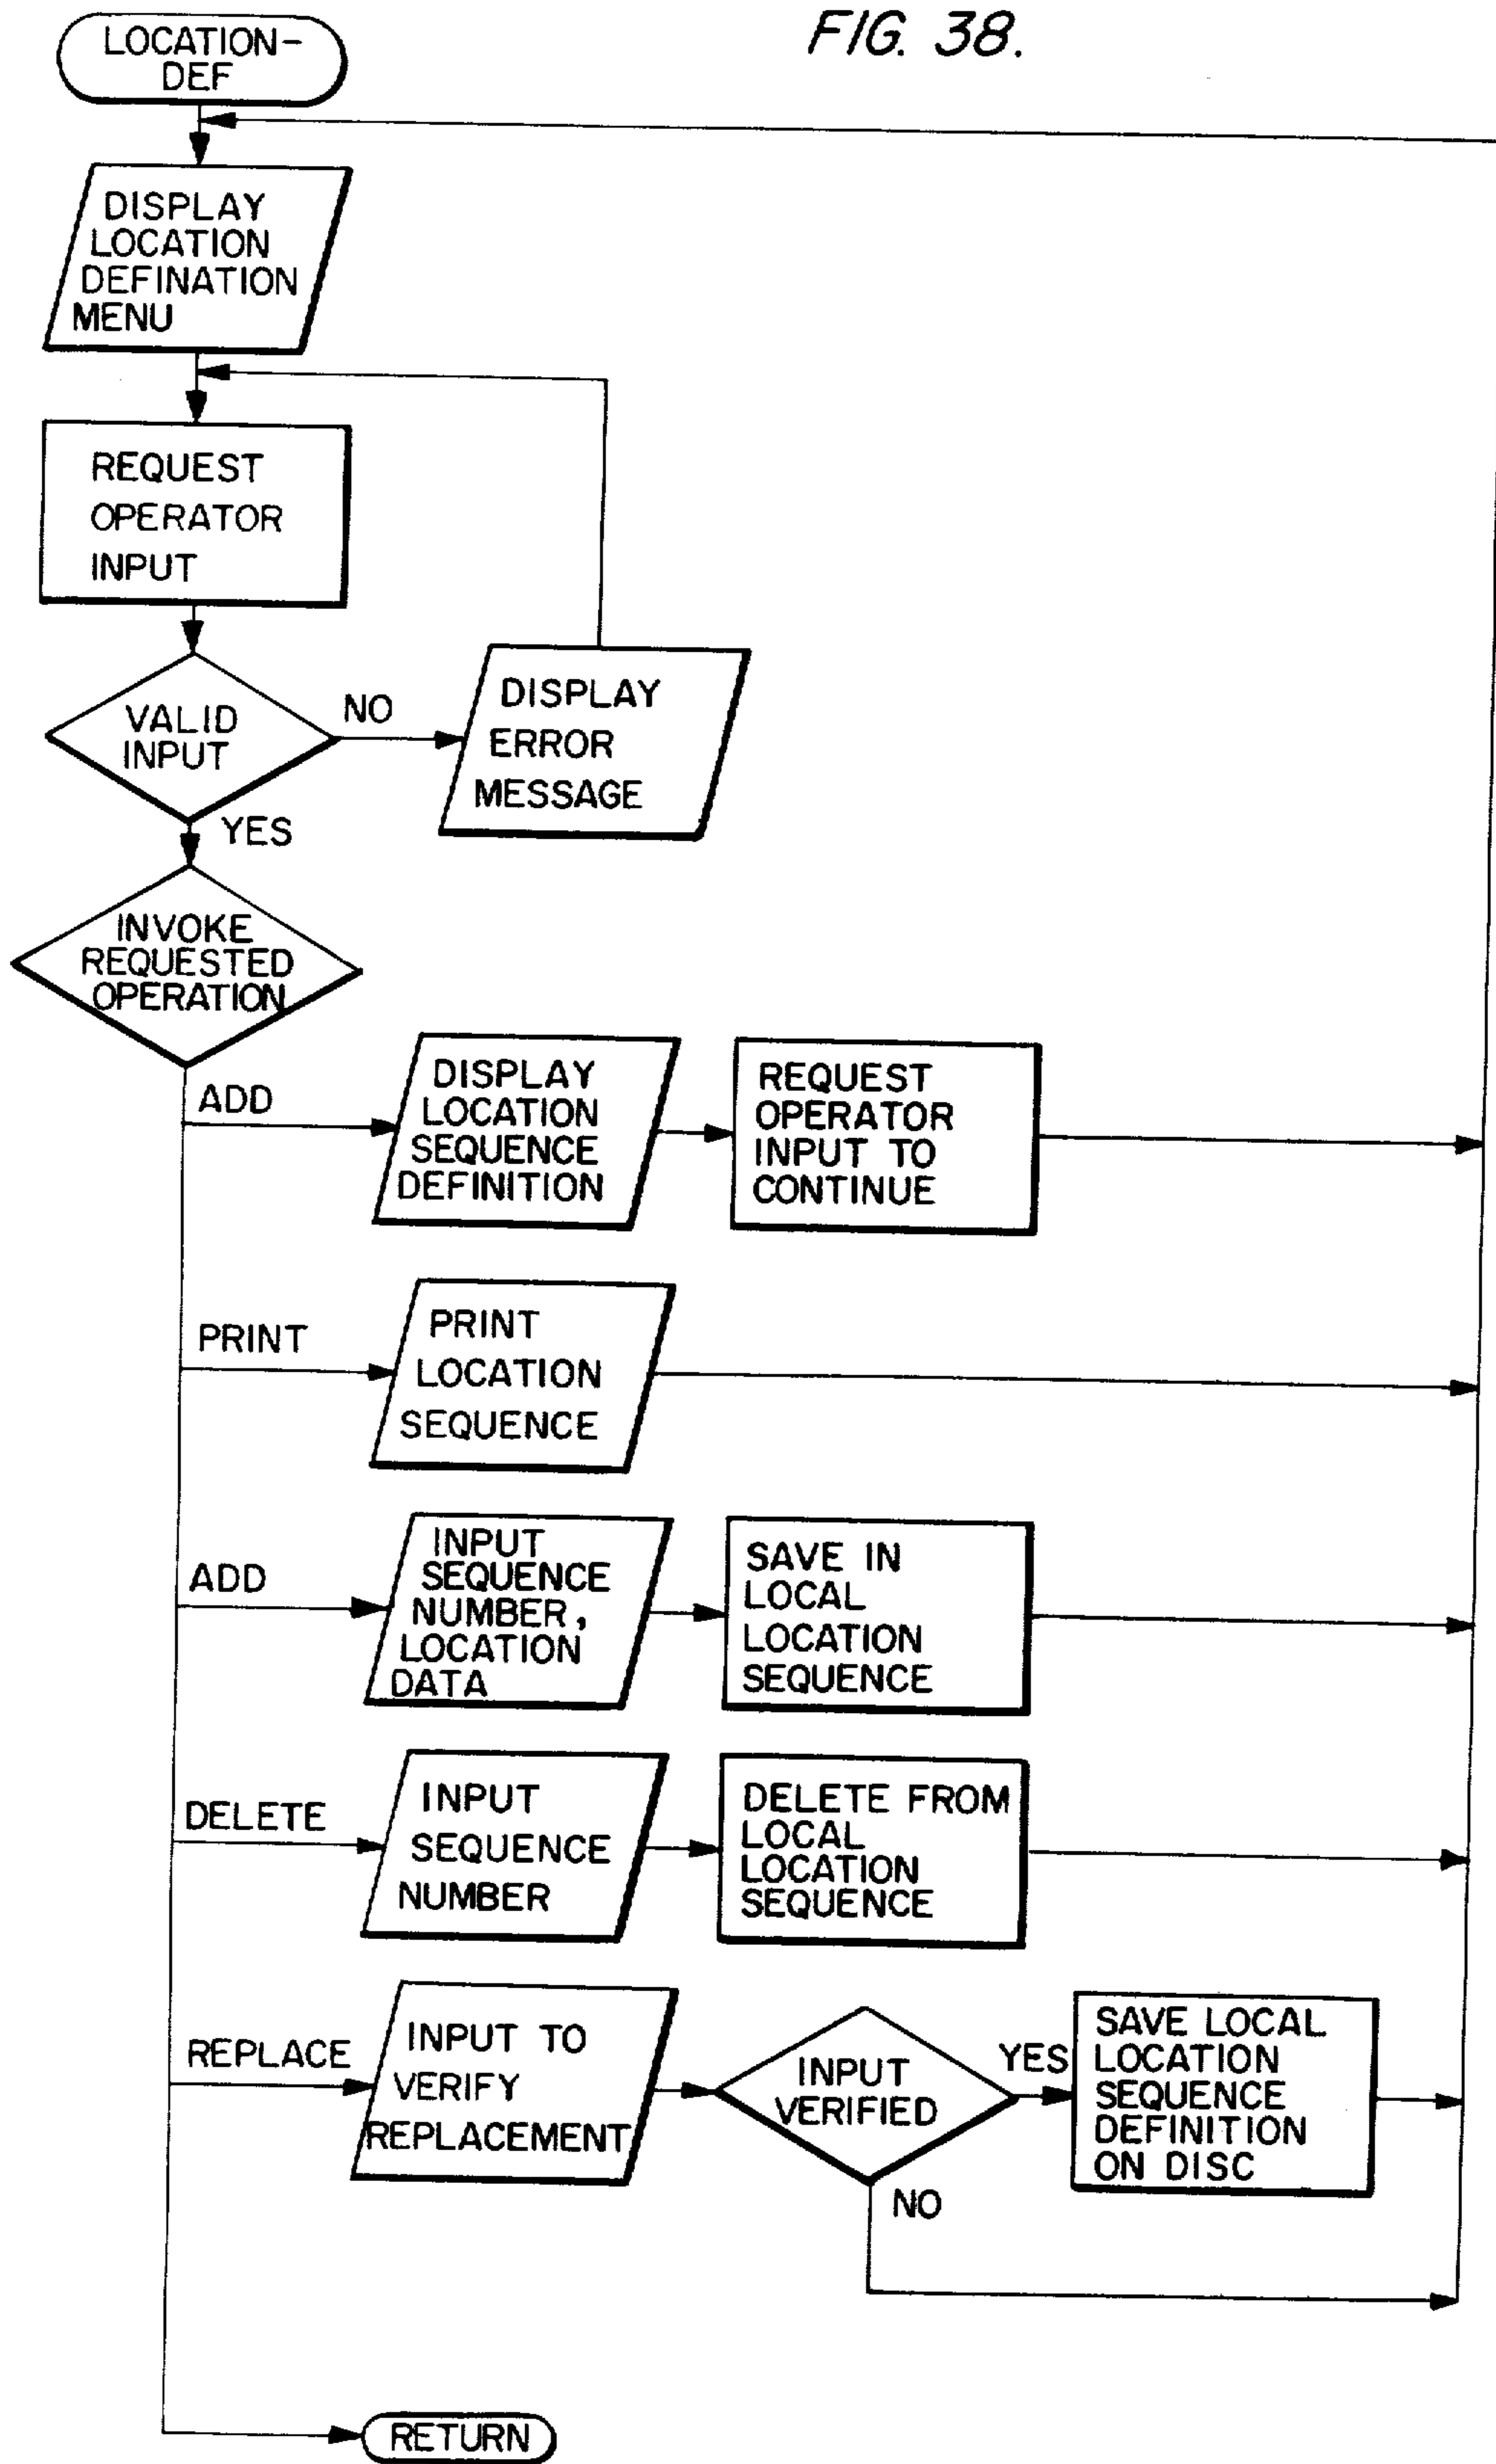 FIG. 38.
LOCATION-
DEF
DISPLAY
LOCATION
DEFINATION
MENU
REQUEST
OPERATOR
INPUT
VALID
INPUT
NO
DISPLAY
ERROR
MESSAGE
YES
INVOKE
REQUESTED
OPERATION
ADD
DISPLAY
LOCATION
SEQUENCE
DEFINITION
REQUEST
OPERATOR
INPUT TO
CONTINUE
PRINT
PRINT
LOCATION
SEQUENCE
ADD
INPUT
SEQUENCE
NUMBER,
LOCATION
DATA
SAVE IN
LOCAL
LOCATION
SEQUENCE
DELETE
INPUT
SEQUENCE
NUMBER
DELETE FROM
LOCAL
LOCATION
SEQUENCE
REPLACE
INPUT TO
VERIFY
REPLACEMENT
INPUT
VERIFIED
YES
SAVE LOCAL
LOCATION
SEQUENCE
DEFINITION
ON DISC
NO
RETURN